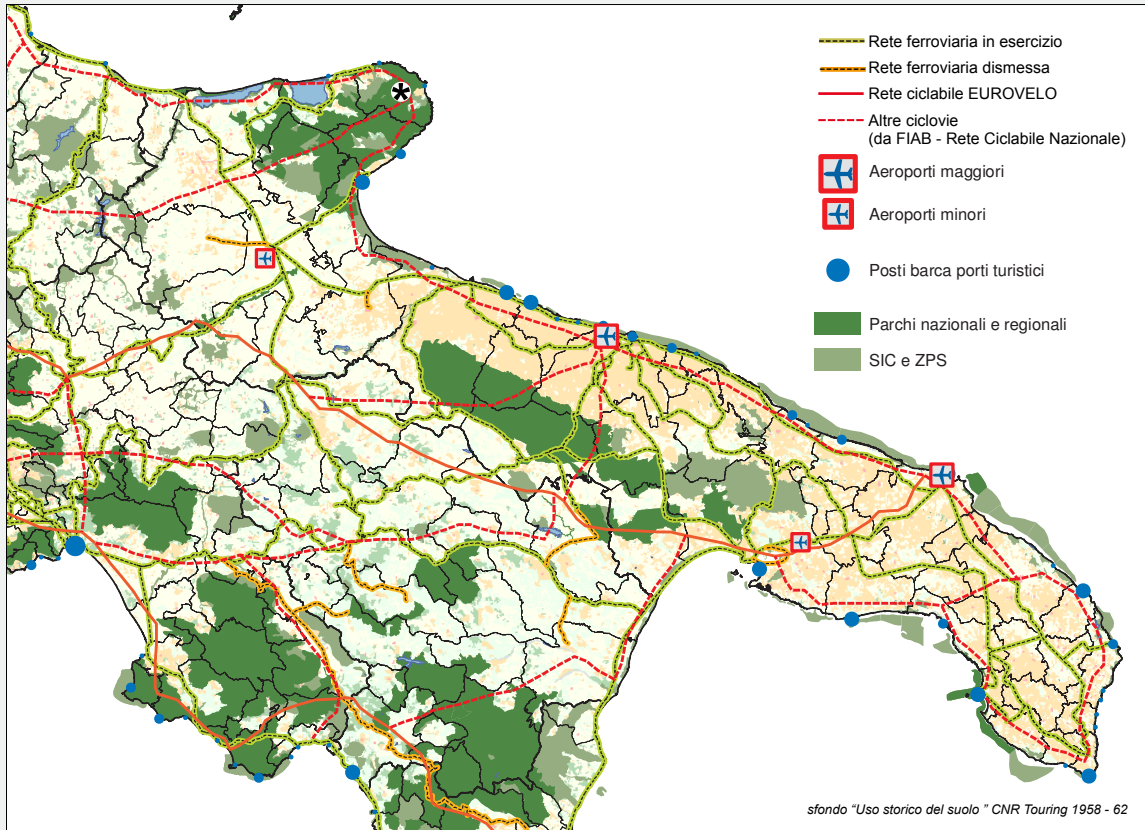 Rete ferroviaria in esercizio
Rete ferroviaria dismessa
Rete ciclabile EUROVELO
Altre ciclovie
(da FIAB - Rete Ciclabile Nazionale)
Aeroporti maggiori
Aeroporti minori
Posti barca porti turistici
Parchi nazionali e regionali
SIC e ZPS
*
sfondo "Uso storico del suolo " CNR Touring 1958 - 62